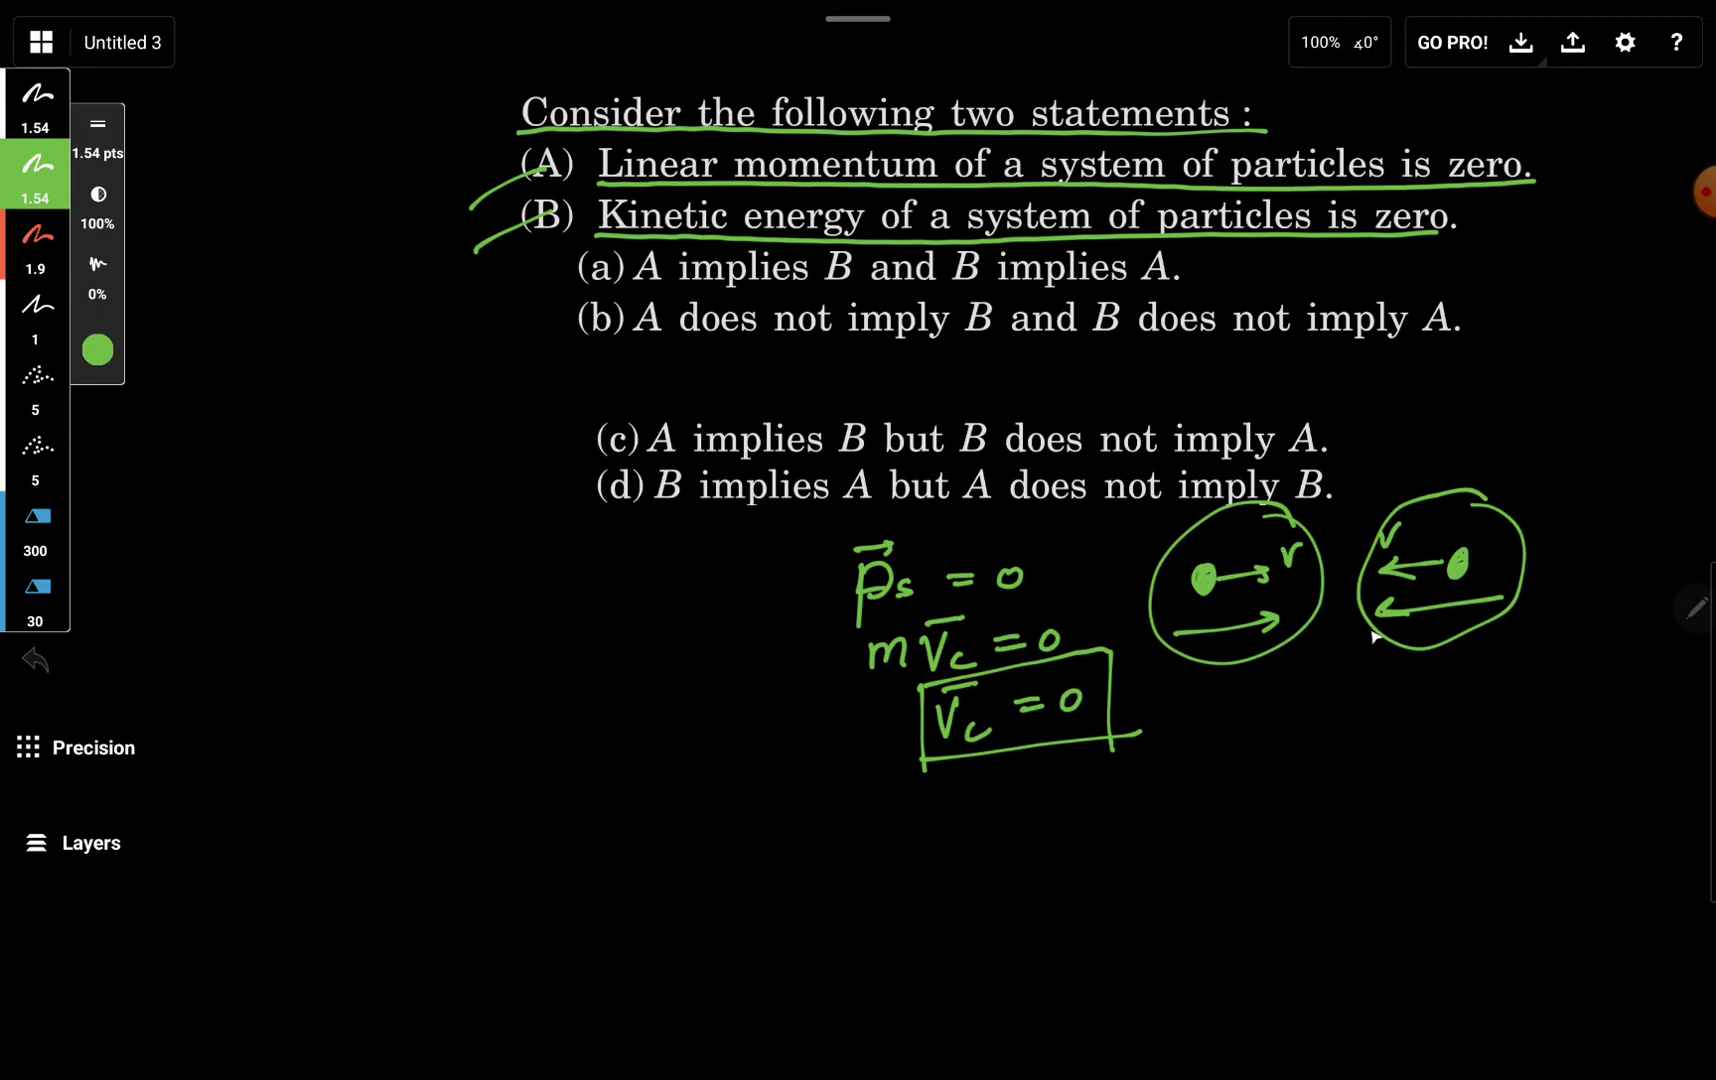 Untitled 3
100% ∡0°
GO PRO!
?
1.54
1.54
1.9
1
5
5
300
30
1.54 pts
100%
0%
Precision
Layers
Consider the following two statements :
(A) Linear momentum of a system of particles is zero.
(B) Kinetic energy of a system of particles is zero.
(a) A implies B and B implies A.
(b) A does not imply B and B does not imply A.
(c) A implies B but B does not imply A.
(d) B implies A but A does not imply B.
p⃗s = 0
m v̄c = 0
v̄c = 0
v
v